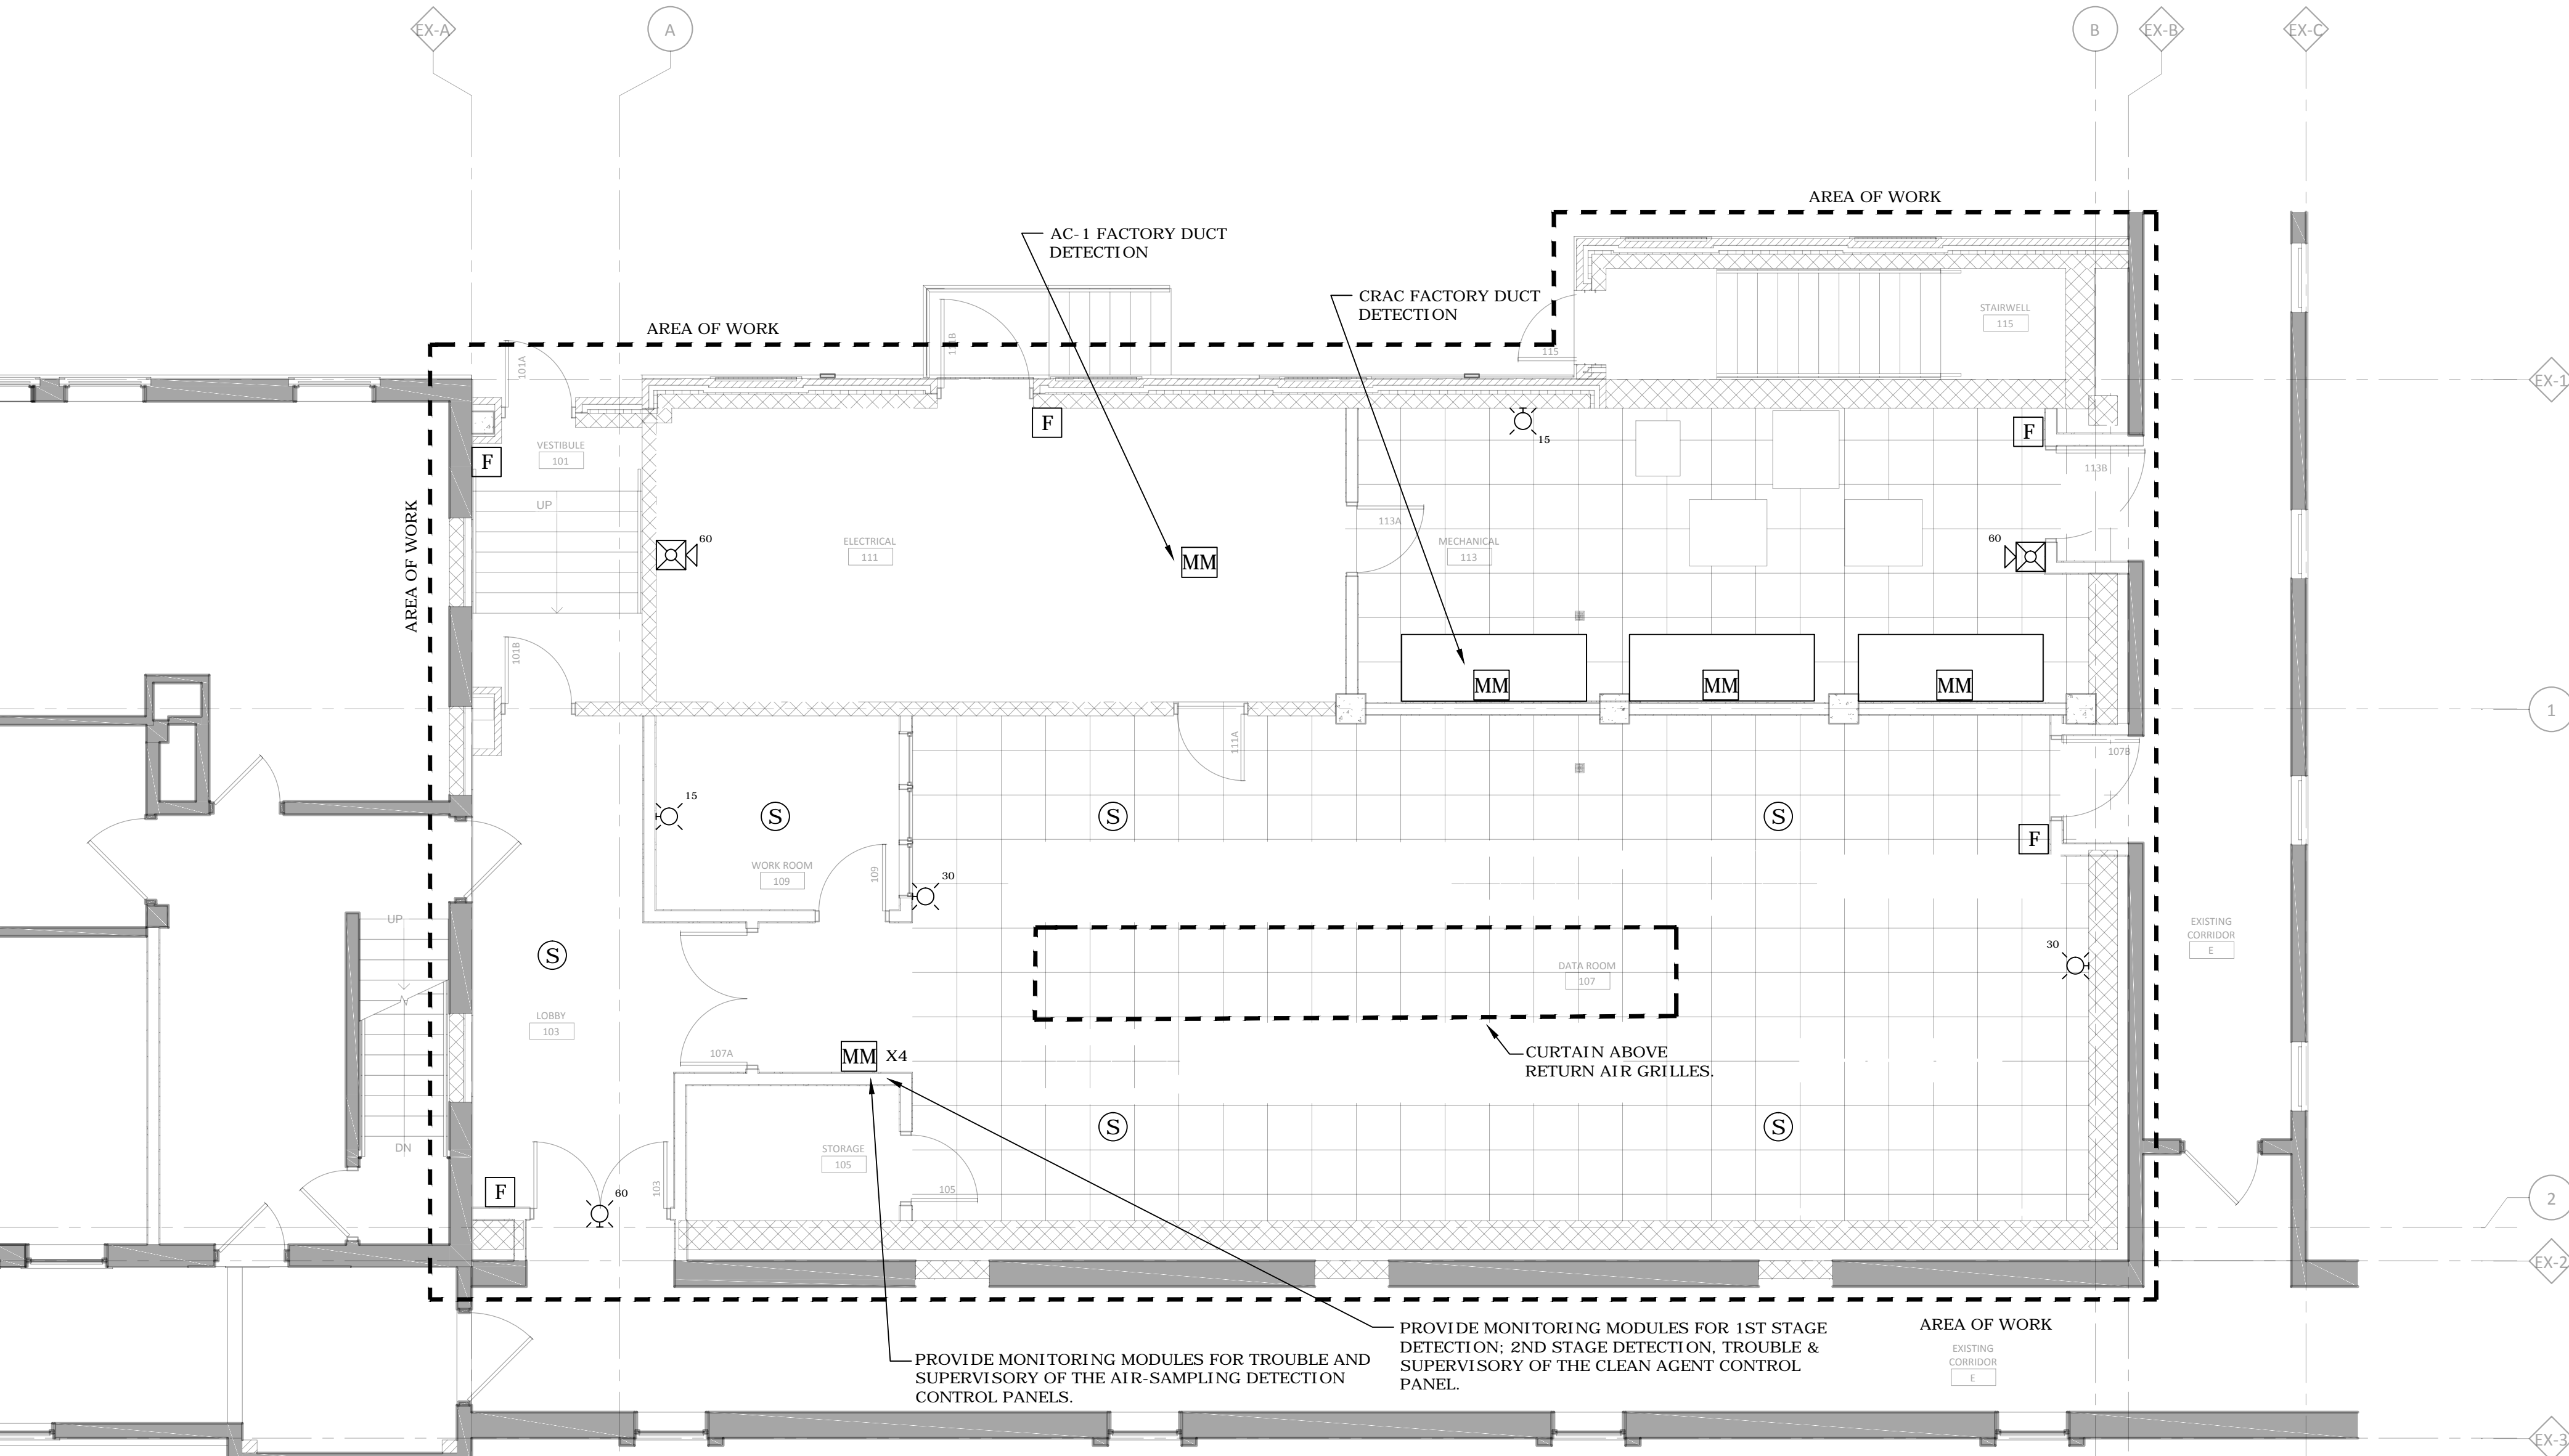 EX-A
A
B
EX-B
EX-C
AREA OF WORK
AC-1 FACTORY DUCT
DETECTION
CRAC FACTORY DUCT
DETECTION
STAIRWELL
115
AREA OF WORK
101A
111B
115
EX-1
F
F
15
F
VESTIBULE
101
113B
UP
AREA OF WORK
60
ELECTRICAL
111
MM
113A
MECHANICAL
113
60
101B
MM
MM
MM
1
111A
107B
15
S
S
S
F
WORK ROOM
109
109
30
UP
EXISTING
CORRIDOR
E
S
30
DATA ROOM
107
LOBBY
103
107A
MM X4
CURTAIN ABOVE
RETURN AIR GRILLES.
S
S
DN
STORAGE
105
F
60
103
105
2
EX-2
PROVIDE MONITORING MODULES FOR TROUBLE AND
SUPERVISORY OF THE AIR-SAMPLING DETECTION
CONTROL PANELS.
PROVIDE MONITORING MODULES FOR 1ST STAGE
DETECTION; 2ND STAGE DETECTION, TROUBLE &
SUPERVISORY OF THE CLEAN AGENT CONTROL
PANEL.
AREA OF WORK
EXISTING
CORRIDOR
E
EX-3